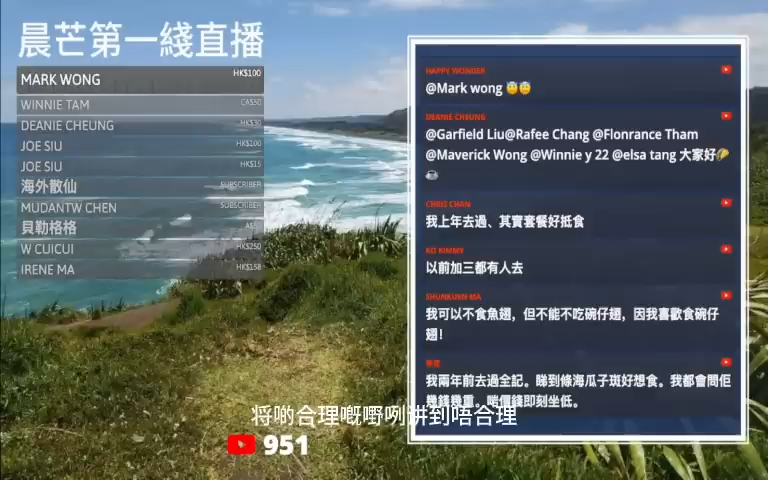 晨芒第一綫直播
MARK WONG HK$100
WINNIE TAM CA$50
DEANIE CHEUNG HK$30
JOE SIU HK$100
JOE SIU HK$15
海外散仙 SUBSCRIBER
MUDANTW CHEN SUBSCRIBER
貝勒格格
W CUICUI HK$250
IRENE MA HK$158
HAPPY WONDER
@Mark wong 😇😇
DEANIE CHEUNG
@Garfield Liu@Rafee Chang @Flonrance Tham
@Maverick Wong @Winnie y 22 @elsa tang 大家好🌮
☕
CHRIS CHAN
我上年去過、其實套餐好抵食
KO KIMMY
以前加三都有人去
SHUNKUEN MA
我可以不食魚翅，但不能不吃碗仔翅，因我喜歡食碗仔
翅！
我兩年前去過全記。睇到條海瓜子斑好想食。我都會問佢
幾錢幾重。啱價錢即刻坐低。
将啲合理嘅嘢咧讲到唔合理
951